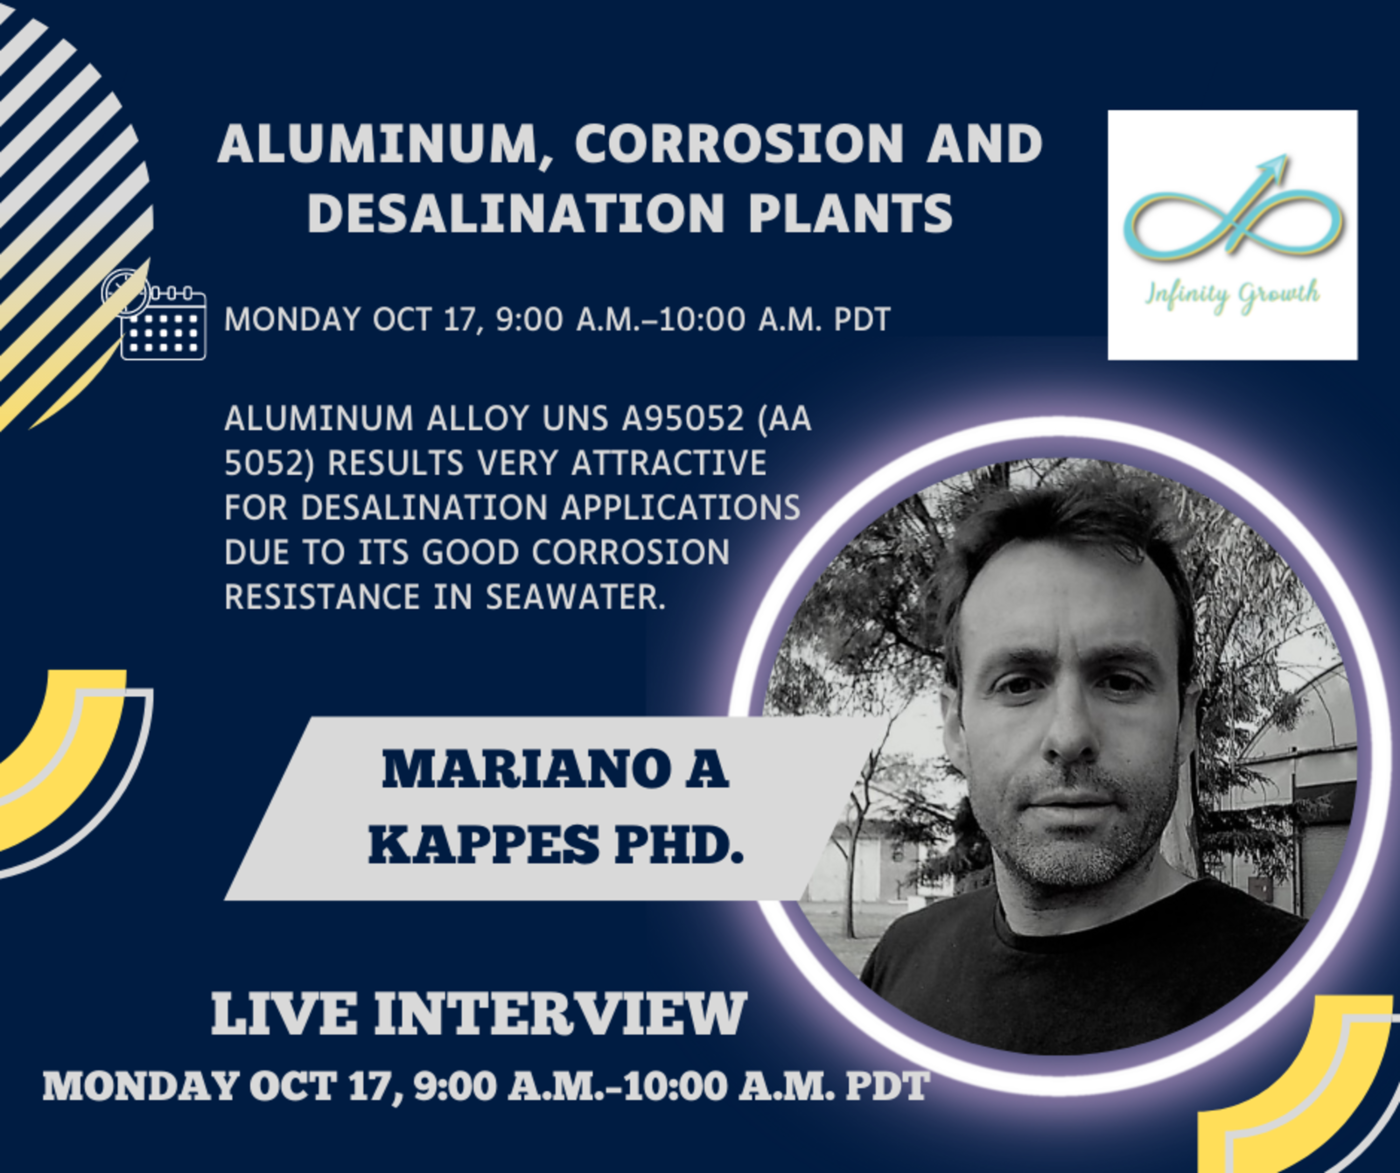 ALUMINUM, CORROSION AND
DESALINATION PLANTS
Infinity Growth
MONDAY OCT 17, 9:00 A.M.–10:00 A.M. PDT
ALUMINUM ALLOY UNS A95052 (AA
5052) RESULTS VERY ATTRACTIVE
FOR DESALINATION APPLICATIONS
DUE TO ITS GOOD CORROSION
RESISTANCE IN SEAWATER.
MARIANO A
KAPPES PHD.
LIVE INTERVIEW
MONDAY OCT 17, 9:00 A.M.–10:00 A.M. PDT